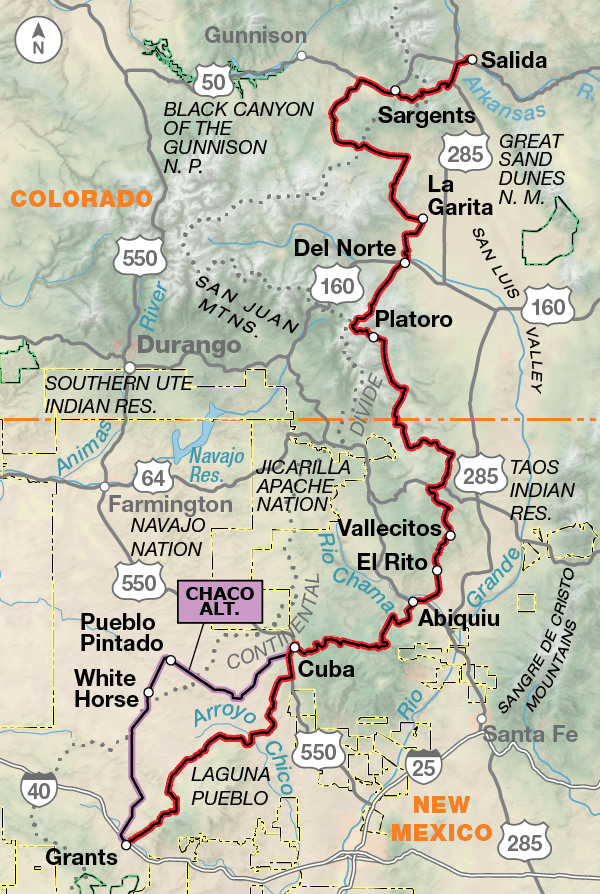 N
Gunnison
Salida
50
Arkansas
R.
BLACK CANYON
OF THE
GUNNISON
N. P.
Sargents
285
GREAT
SAND
DUNES
N. M.
COLORADO
La
Garita
550
Del Norte
SAN LUIS
VALLEY
160
160
SAN JUAN
MTNS.
River
Platoro
Durango
SOUTHERN UTE
INDIAN RES.
DIVIDE
Animas
Navajo
Res.
64
JICARILLA
APACHE
NATION
285
TAOS
INDIAN
RES.
Farmington
NAVAJO
NATION
Vallecitos
Rio Chama
El Rito
Grande
550
CHACO
ALT.
CONTINENTAL
Abiquiu
SANGRE DE CRISTO
MOUNTAINS
Pueblo
Pintado
Cuba
White
Horse
Arroyo
Chico
Rio
Santa Fe
550
25
LAGUNA
PUEBLO
40
NEW
MEXICO
285
Grants